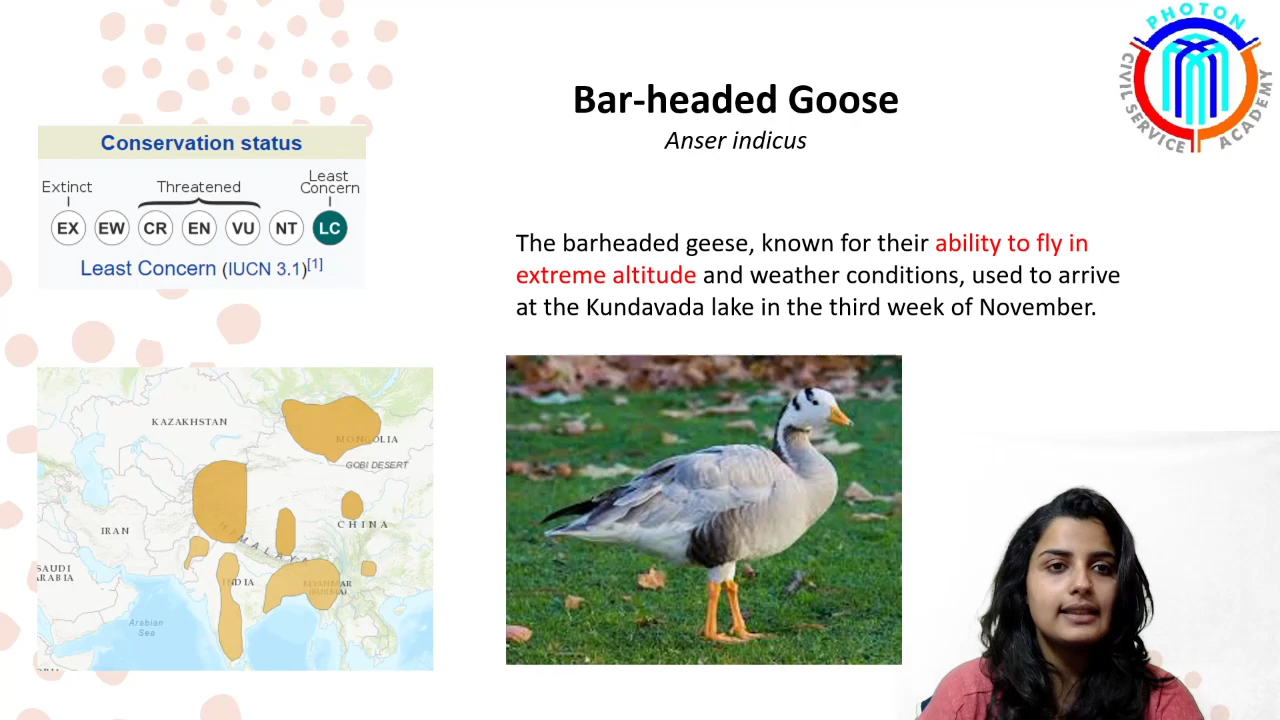 PHOTON
CIVIL SERVICE ACADEMY
Bar-headed Goose
Anser indicus
Conservation status
Extinct
Threatened
Least
Concern
EX EW CR EN VU NT LC
Least Concern (IUCN 3.1)[1]
The barheaded geese, known for their ability to fly in
extreme altitude and weather conditions, used to arrive
at the Kundavada lake in the third week of November.
KAZAKHSTAN
MONGOLIA
GOBI DESERT
CHINA
IRAN
HIMALAYA
SAUDI
ARABIA
INDIA
MYANMAR
(BURMA)
Arabian
Sea